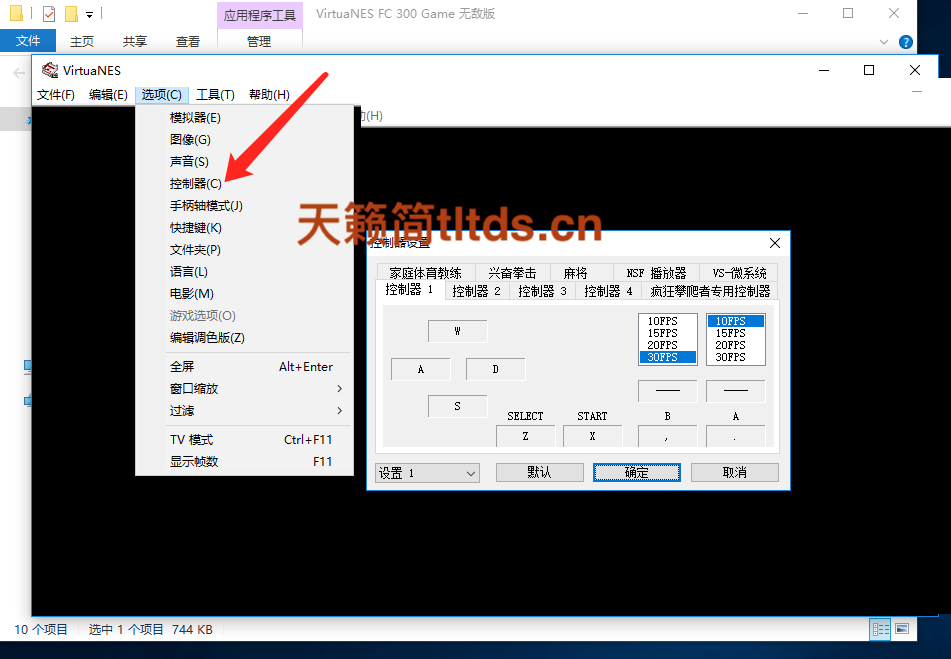 应用程序工具 VirtuaNES FC 300 Game 无敌版
文件 主页 共享 查看 管理
VirtuaNES
文件(F) 编辑(E) 选项(C) 工具(T) 帮助(H)
模拟器(E)
(H)
图像(G)
声音(S)
控制器(C)
手柄轴模式(J)
快捷键(K)
文件夹(P)
语言(L)
电影(M)
游戏选项(O)
编辑调色版(Z)
全屏 Alt+Enter
窗口缩放
过滤
TV 模式 Ctrl+F11
显示帧数 F11
天籁简tltds.cn
控制器设置
家庭体育教练 兴奋拳击 麻将 NSF 播放器 VS-微系统
控制器 1 控制器 2 控制器 3 控制器 4 疯狂攀爬者专用控制器
W
A D
S
10FPS
15FPS
20FPS
30FPS
10FPS
15FPS
20FPS
30FPS
SELECT START B A
Z X , .
设置 1 默认 确定 取消
10 个项目 选中 1 个项目 744 KB